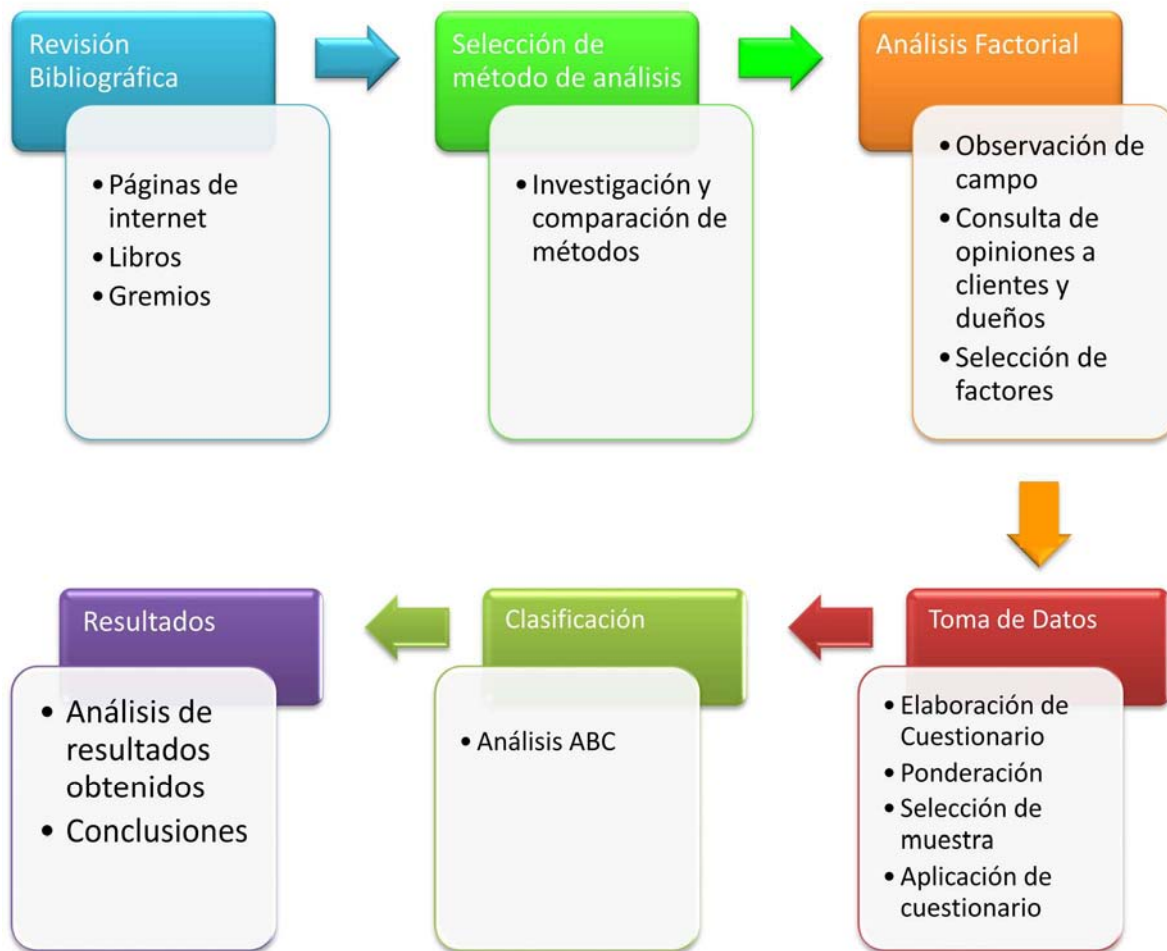 Revisión
Bibliográfica
• Páginas de
internet
• Libros
• Gremios
Selección de
método de análisis
• Investigación y
comparación de
métodos
Análisis Factorial
• Observación de
campo
• Consulta de
opiniones a
clientes y
dueños
• Selección de
factores
Toma de Datos
• Elaboración de
Cuestionario
• Ponderación
• Selección de
muestra
• Aplicación de
cuestionario
Clasificación
• Análisis ABC
Resultados
• Análisis de
resultados
obtenidos
• Conclusiones